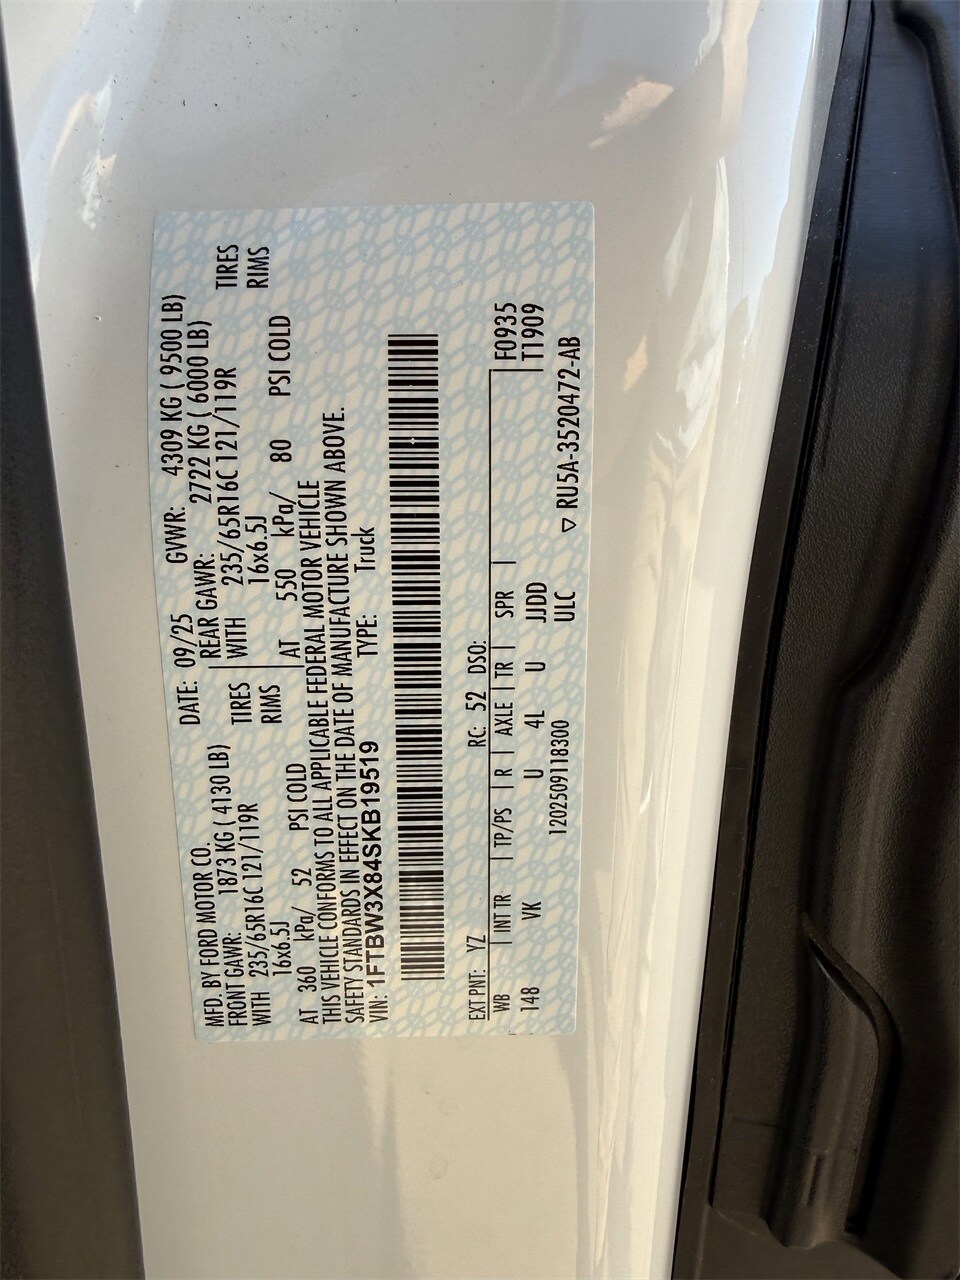 MFD. BY FORD MOTOR CO. DATE: 09/25 GVWR: 4309 KG ( 9500 LB)
FRONT GAWR: 1873 KG ( 4130 LB) REAR GAWR: 2722 KG ( 6000 LB)
WITH 235/65R16C 121/119R TIRES WITH 235/65R16C 121/119R TIRES
16x6.5J RIMS 16x6.5J RIMS
AT 360 kPa/ 52 PSI COLD AT 550 kPa/ 80 PSI COLD
THIS VEHICLE CONFORMS TO ALL APPLICABLE FEDERAL MOTOR VEHICLE
SAFETY STANDARDS IN EFFECT ON THE DATE OF MANUFACTURE SHOWN ABOVE.
VIN: 1FTBW3X84SKB19519 TYPE: Truck
EXT PNT: YZ RC: 52 DSO:
WB INT TR TP/PS R AXLE TR SPR F0935
148 VK U 4L U JJDD T1909
1202509118300 ULC ▽ RU5A-3520472-AB